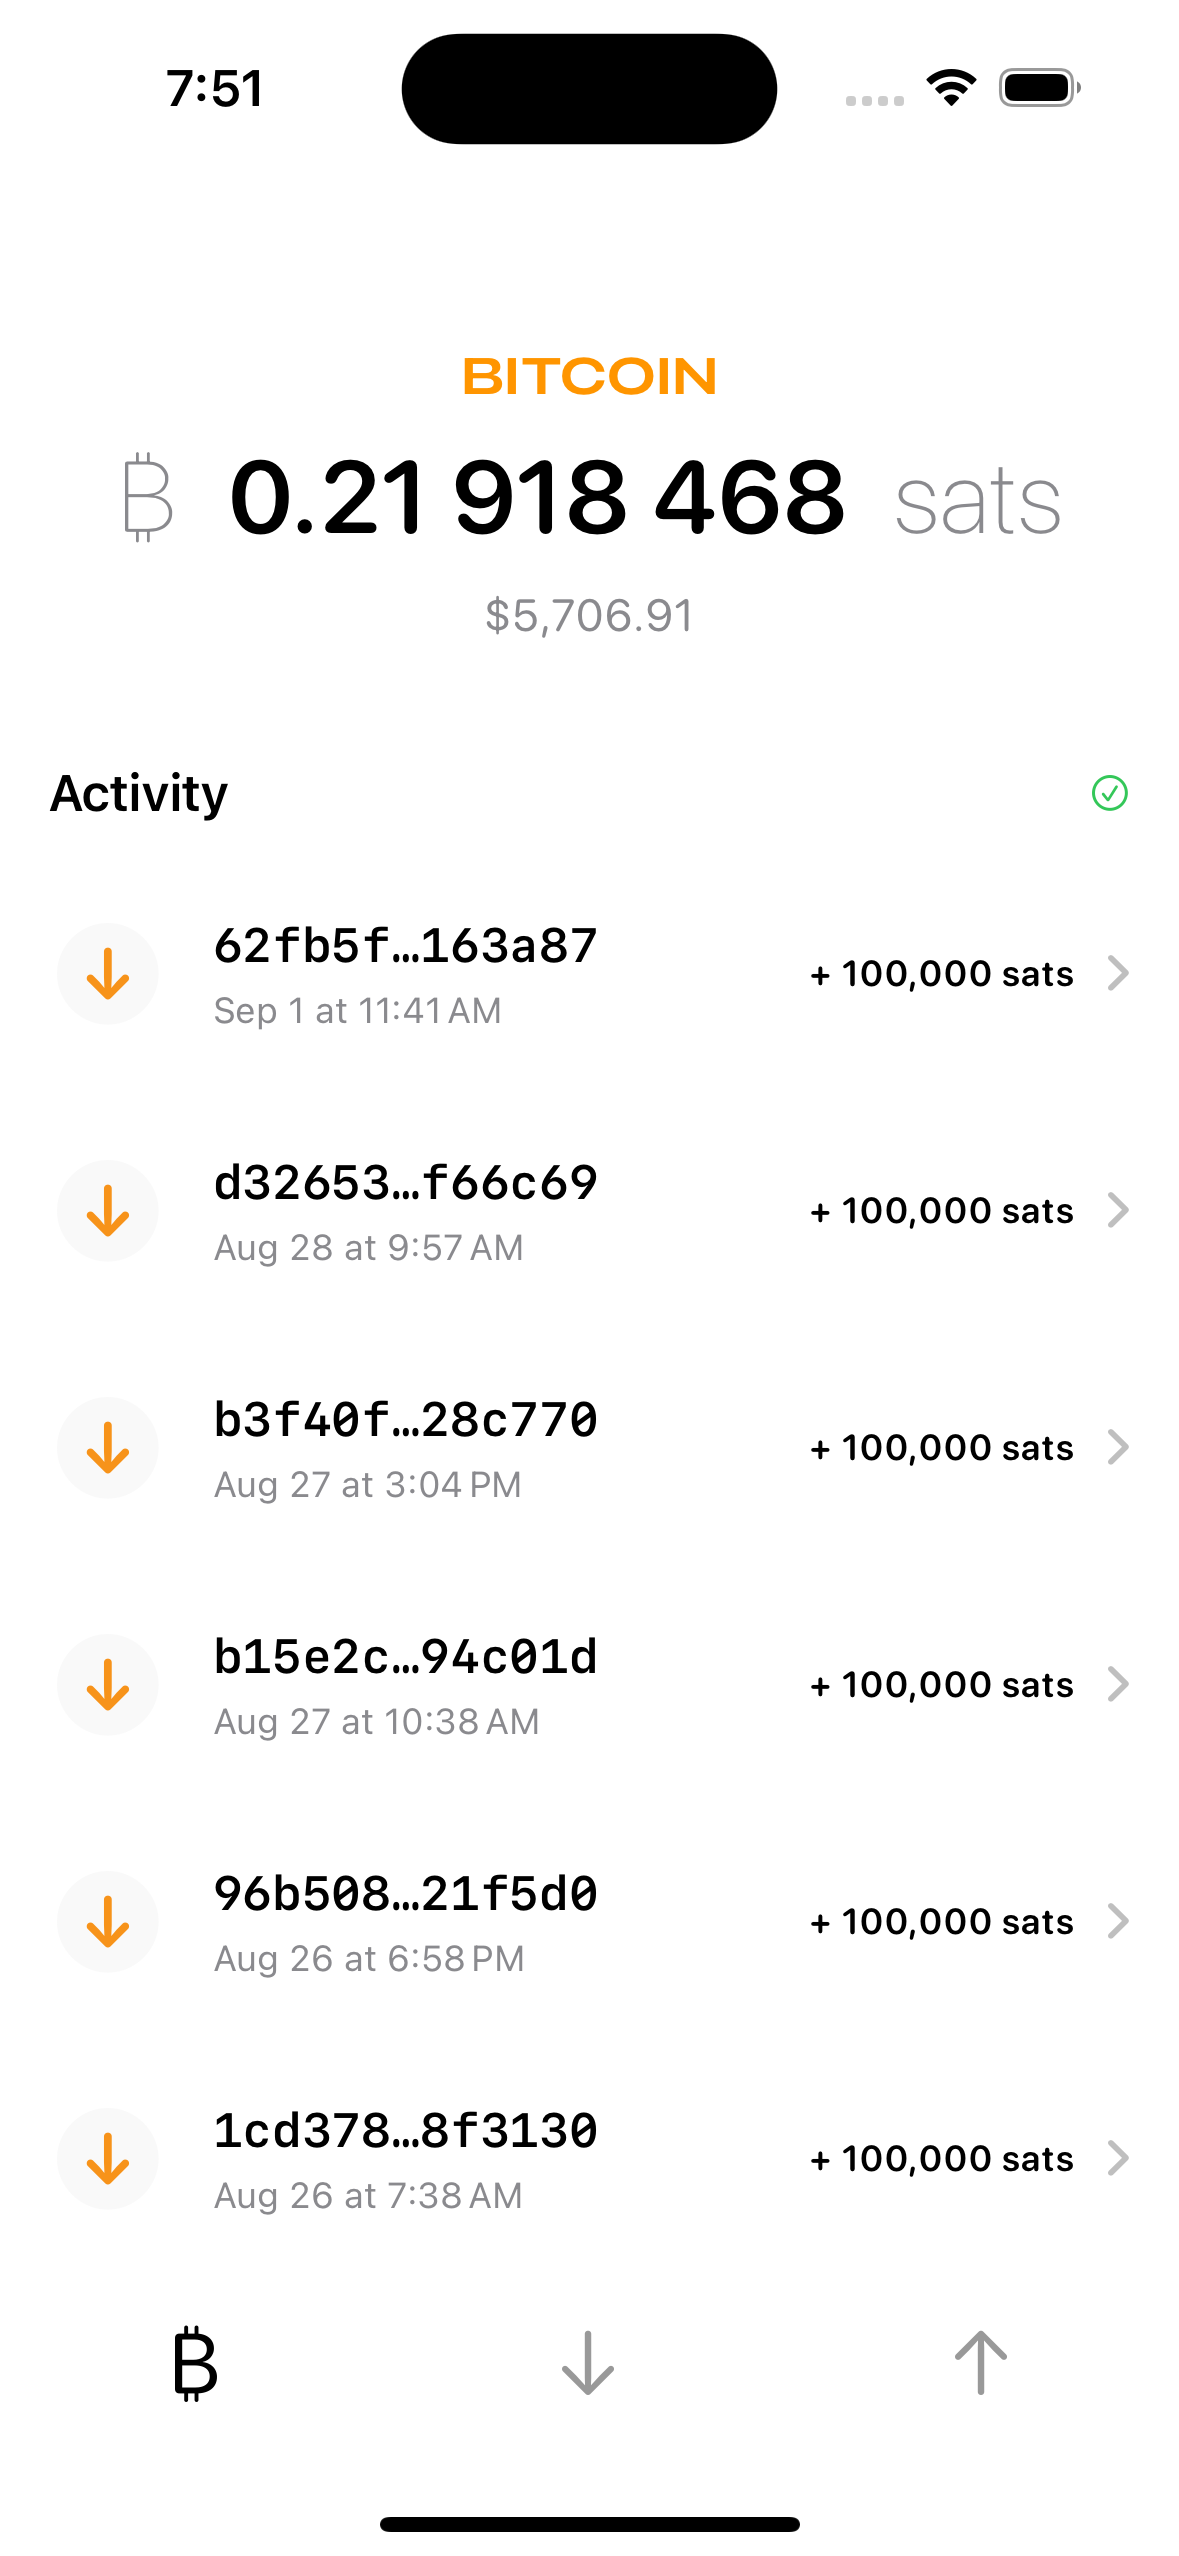 7:51
BITCOIN
₿ 0.21 918 468 sats
$5,706.91
Activity
62fb5f…163a87
+ 100,000 sats
Sep 1 at 11:41 AM
d32653…f66c69
+ 100,000 sats
Aug 28 at 9:57 AM
b3f40f…28c770
+ 100,000 sats
Aug 27 at 3:04 PM
b15e2c…94c01d
+ 100,000 sats
Aug 27 at 10:38 AM
96b508…21f5d0
+ 100,000 sats
Aug 26 at 6:58 PM
1cd378…8f3130
+ 100,000 sats
Aug 26 at 7:38 AM
₿